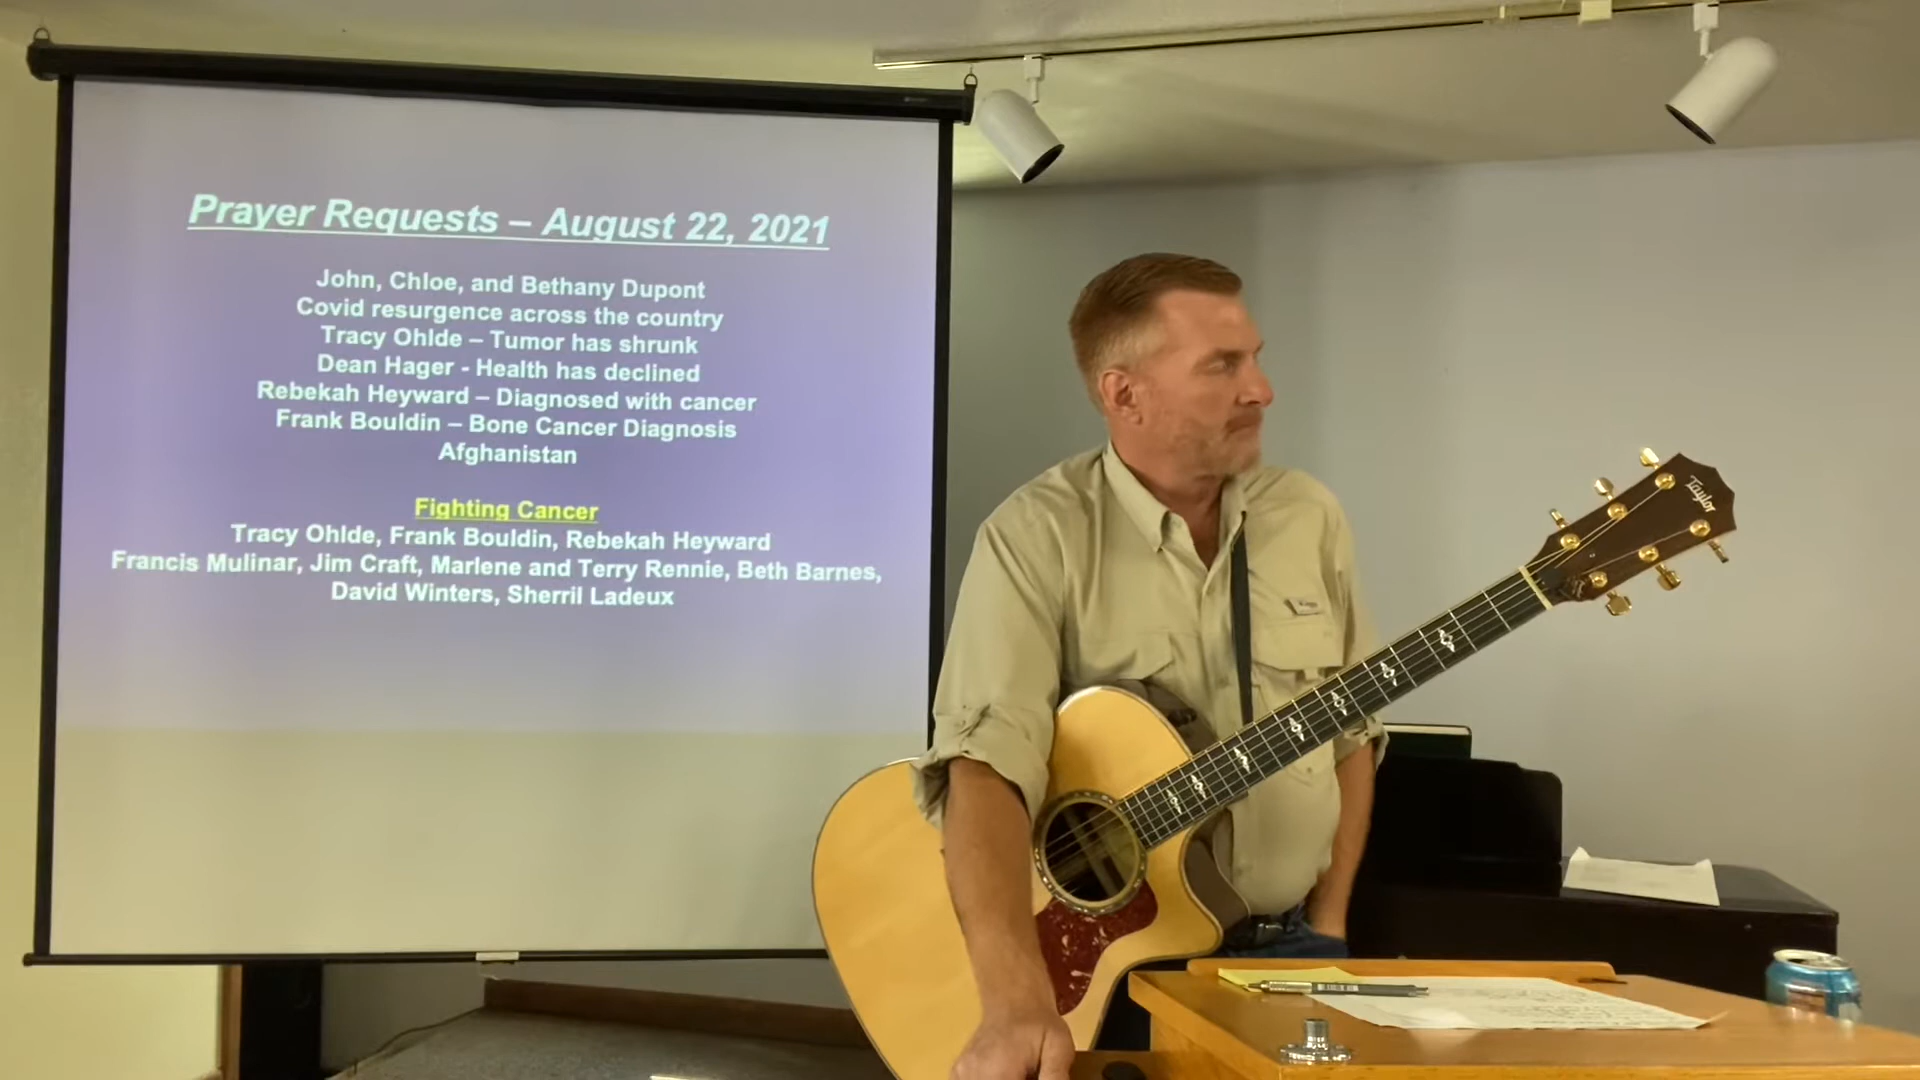 Prayer Requests – August 22, 2021
John, Chloe, and Bethany Dupont
Covid resurgence across the country
Tracy Ohlde – Tumor has shrunk
Dean Hager - Health has declined
Rebekah Heyward – Diagnosed with cancer
Frank Bouldin – Bone Cancer Diagnosis
Afghanistan
Fighting Cancer
Tracy Ohlde, Frank Bouldin, Rebekah Heyward
Francis Mulinar, Jim Craft, Marlene and Terry Rennie, Beth Barnes,
David Winters, Sherril Ladeux
Taylor